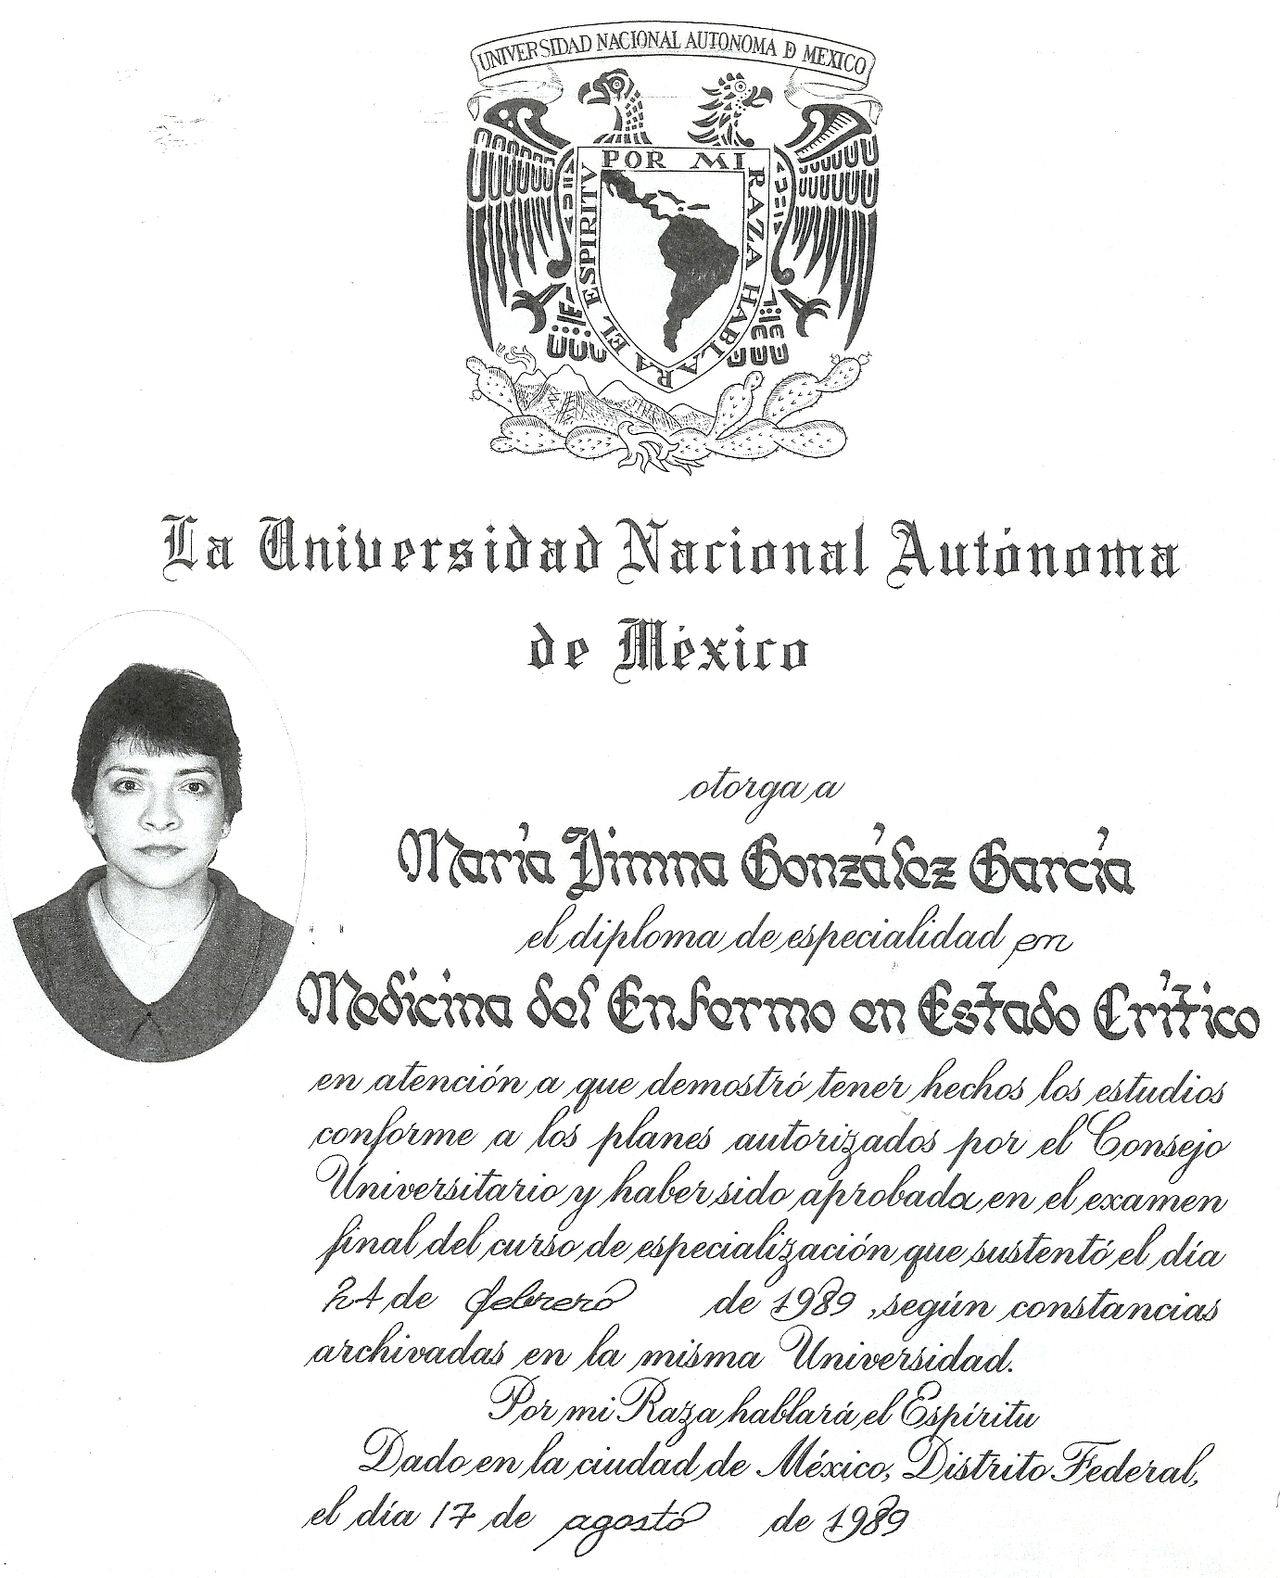 UNIVERSIDAD NACIONAL AUTONOMA D MEXICO
POR MI RAZA HABLARA EL ESPIRITV
La Universidad Nacional Autónoma
de México
otorga a
María Dimna González García
el diploma de especialidad en
Medicina del Enfermo en Estado Crítico
en atención a que demostró tener hechos los estudios
conforme a los planes autorizados por el Consejo
Universitario y haber sido aprobada en el examen
final del curso de especialización que sustentó el día
24 de febrero de 1989, según constancias
archivadas en la misma Universidad.
Por mi Raza hablará el Espíritu
Dado en la ciudad de México, Distrito Federal,
el día 17 de agosto de 1989